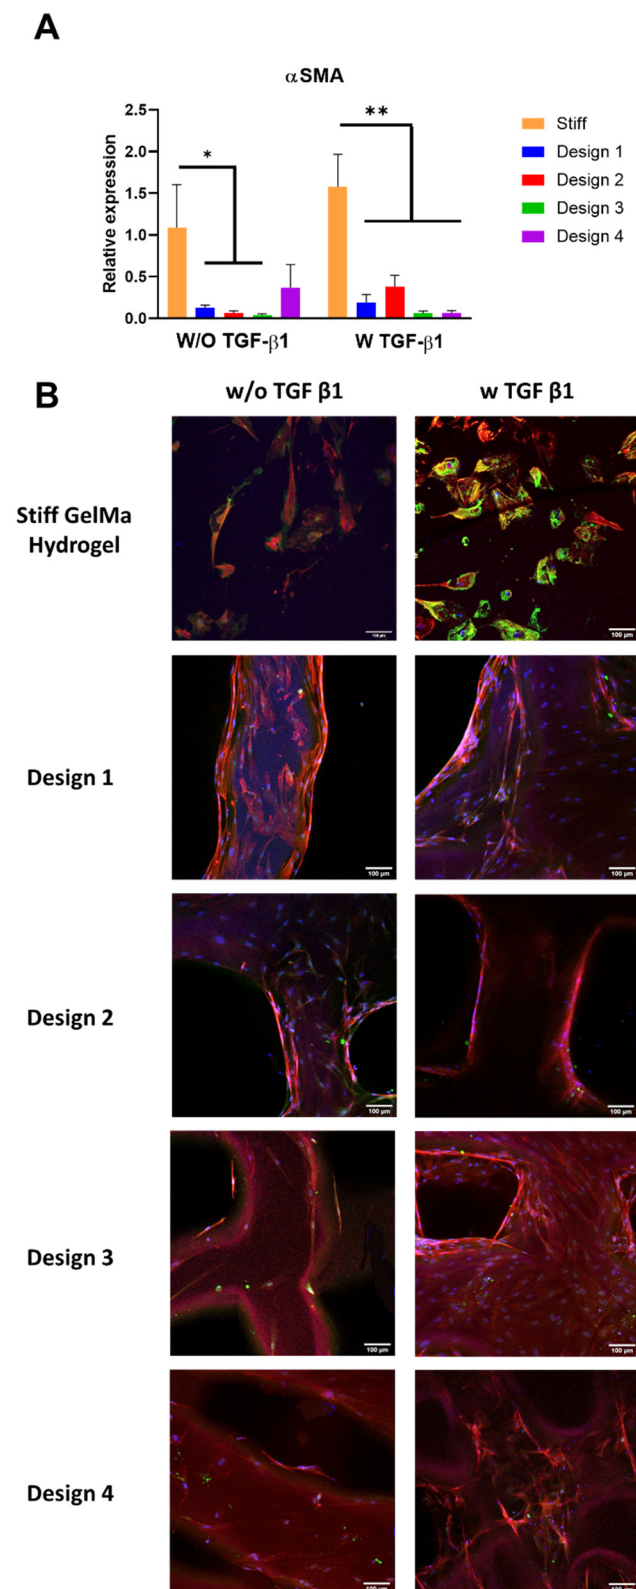 A
αSMA
2.5
2.0
1.5
1.0
0.5
0.0
Relative expression
*
**
W/O TGF-β1
W TGF-β1
Stiff
Design 1
Design 2
Design 3
Design 4
B
w/o TGF β1
w TGF β1
Stiff GelMa
Hydrogel
100 µm
100 µm
Design 1
100 µm
100 µm
Design 2
100 µm
100 µm
Design 3
100 µm
100 µm
Design 4